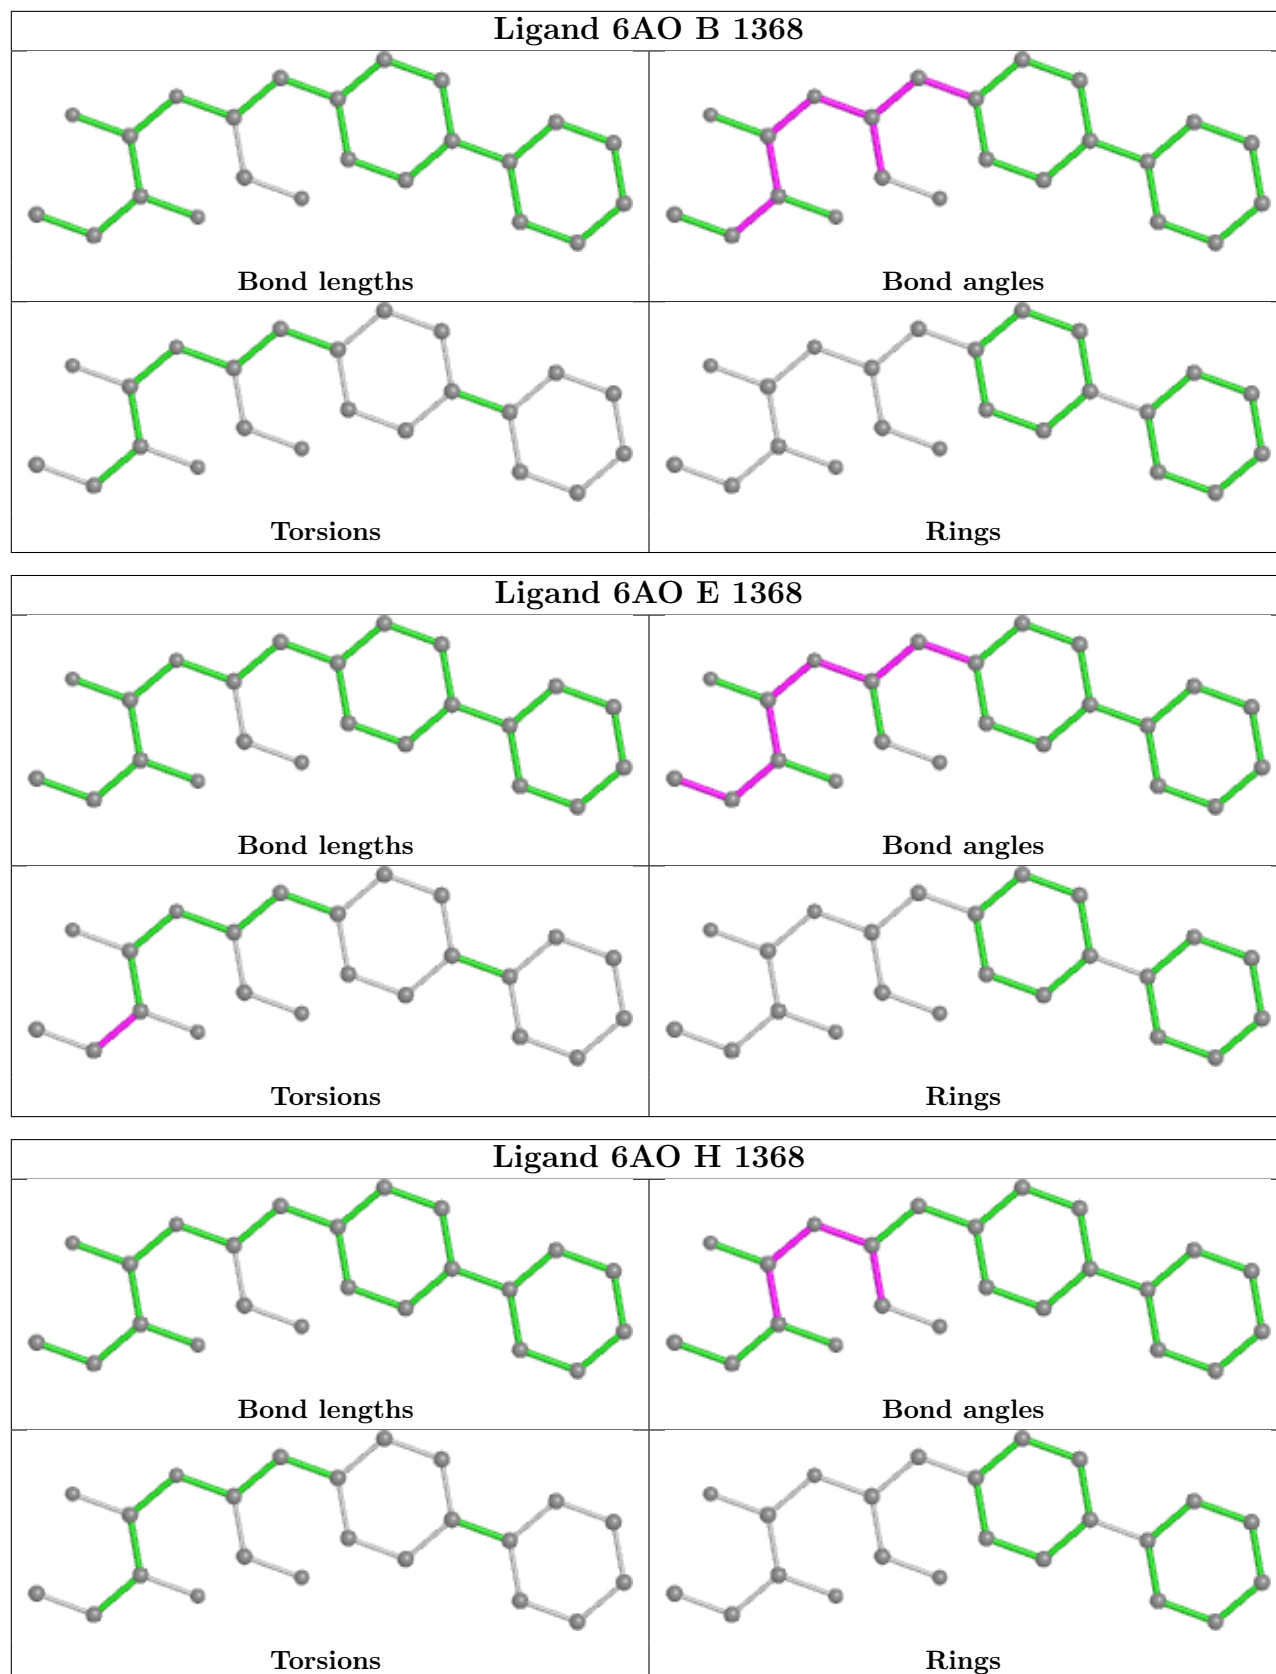 Ligand 6AO B 1368
Bond lengths
Bond angles
Torsions
Rings
Ligand 6AO E 1368
Bond lengths
Bond angles
Torsions
Rings
Ligand 6AO H 1368
Bond lengths
Bond angles
Torsions
Rings